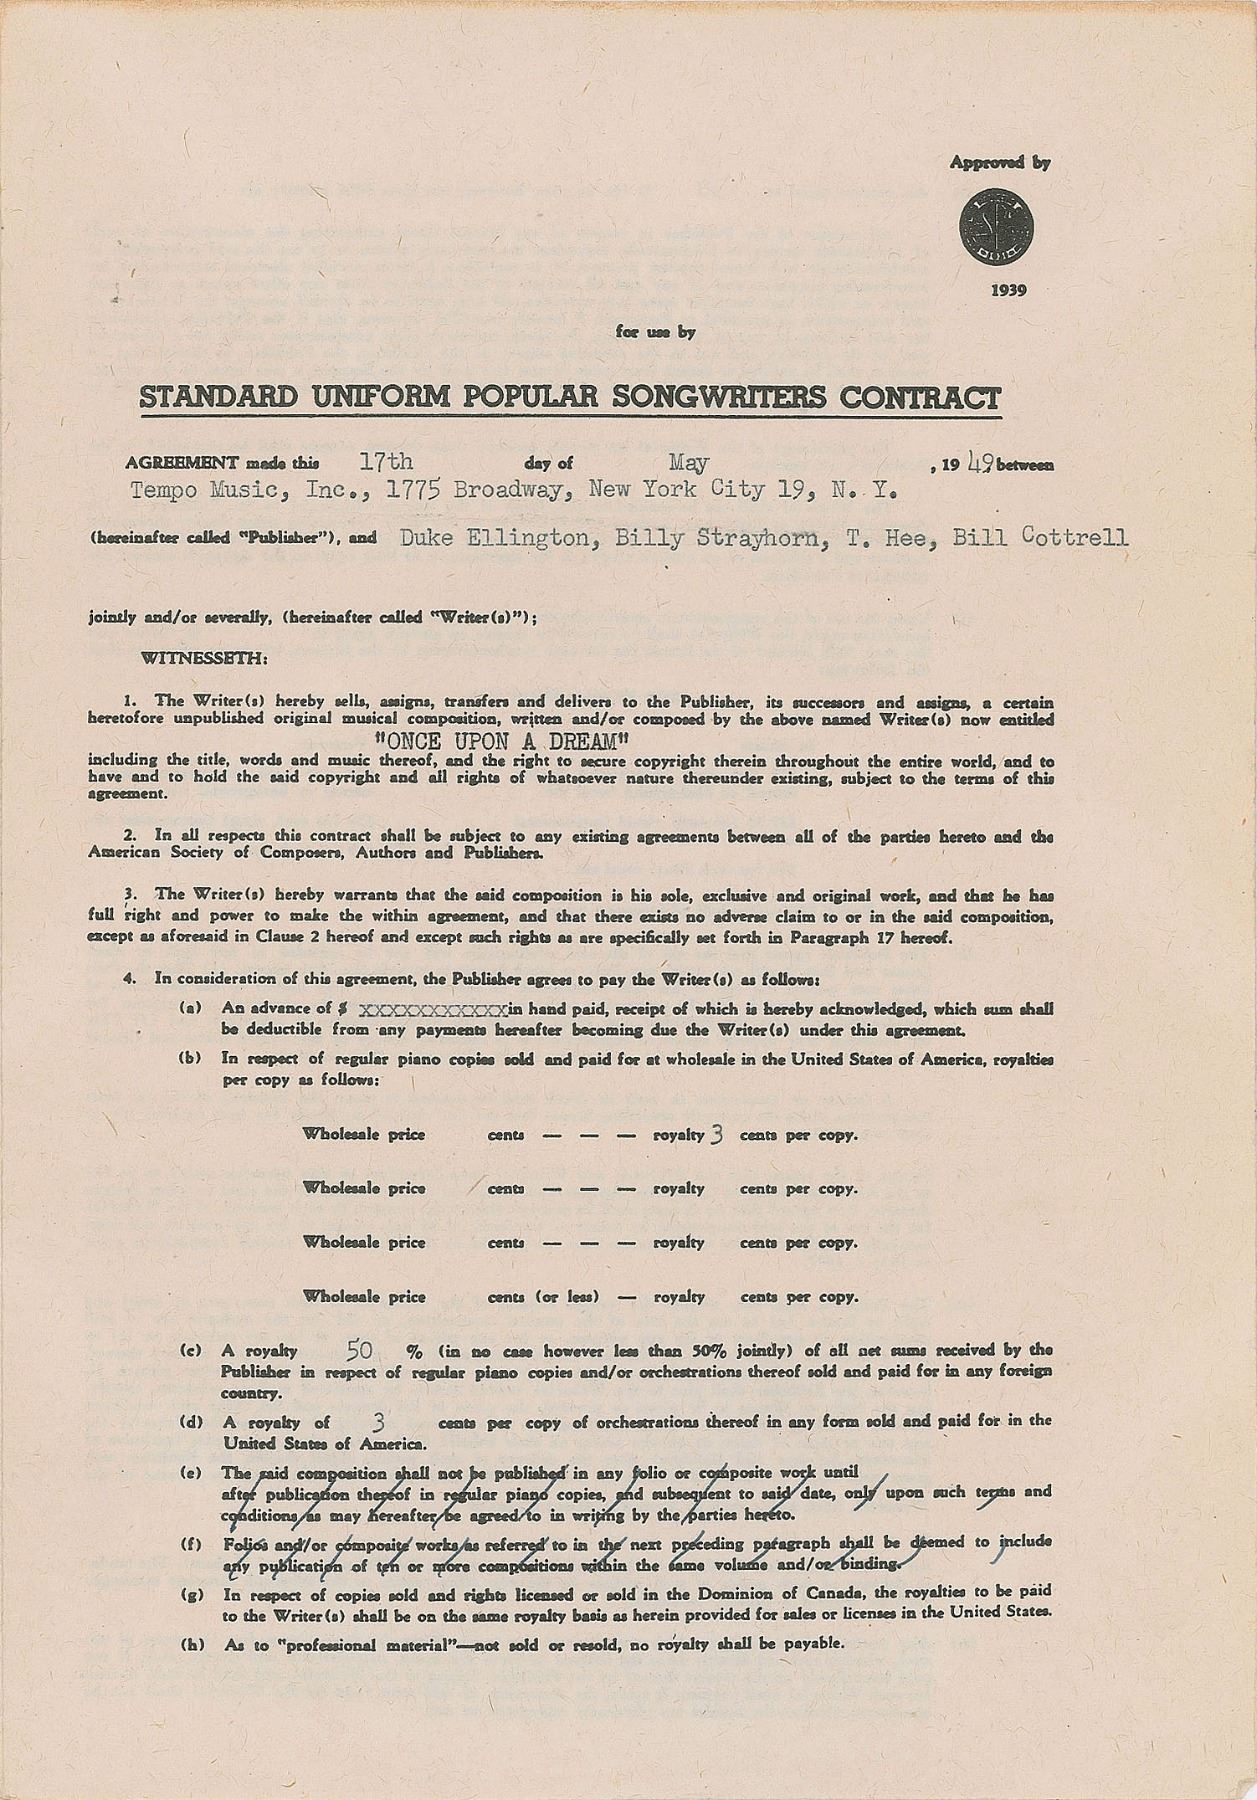 Approved by
1939
for use by
STANDARD UNIFORM POPULAR SONGWRITERS CONTRACT
AGREEMENT made this 17th day of May , 19 49 between
Tempo Music, Inc., 1775 Broadway, New York City 19, N. Y.
(hereinafter called "Publisher"), and Duke Ellington, Billy Strayhorn, T. Hee, Bill Cottrell
jointly and/or severally, (hereinafter called "Writer(s)");
WITNESSETH:
1. The Writer(s) hereby sells, assigns, transfers and delivers to the Publisher, its successors and assigns, a certain
heretofore unpublished original musical composition, written and/or composed by the above named Writer(s) now entitled
"ONCE UPON A DREAM"
including the title, words and music thereof, and the right to secure copyright therein throughout the entire world, and to
have and to hold the said copyright and all rights of whatsoever nature thereunder existing, subject to the terms of this
agreement.
2. In all respects this contract shall be subject to any existing agreements between all of the parties hereto and the
American Society of Composers, Authors and Publishers.
3. The Writer(s) hereby warrants that the said composition is his sole, exclusive and original work, and that he has
full right and power to make the within agreement, and that there exists no adverse claim to or in the said composition,
except as aforesaid in Clause 2 hereof and except such rights as are specifically set forth in Paragraph 17 hereof.
4. In consideration of this agreement, the Publisher agrees to pay the Writer(s) as follows:
(a) An advance of $ XXXXXXXXXXXX in hand paid, receipt of which is hereby acknowledged, which sum shall
be deductible from any payments hereafter becoming due the Writer(s) under this agreement.
(b) In respect of regular piano copies sold and paid for at wholesale in the United States of America, royalties
per copy as follows:
Wholesale price cents — — — royalty 3 cents per copy.
Wholesale price cents — — — royalty cents per copy.
Wholesale price cents — — — royalty cents per copy.
Wholesale price cents (or less) — royalty cents per copy.
(c) A royalty 50 % (in no case however less than 50% jointly) of all net sums received by the
Publisher in respect of regular piano copies and/or orchestrations thereof sold and paid for in any foreign
country.
(d) A royalty of 3 cents per copy of orchestrations thereof in any form sold and paid for in the
United States of America.
(e) The said composition shall not be published in any folio or composite work until
after publication thereof in regular piano copies, and subsequent to said date, only upon such terms and
conditions as may hereafter be agreed to in writing by the parties hereto.
(f) Folios and/or composite works as referred to in the next preceding paragraph shall be deemed to include
any publication of ten or more compositions within the same volume and/or binding.
(g) In respect of copies sold and rights licensed or sold in the Dominion of Canada, the royalties to be paid
to the Writer(s) shall be on the same royalty basis as herein provided for sales or licenses in the United States.
(h) As to "professional material"—not sold or resold, no royalty shall be payable.